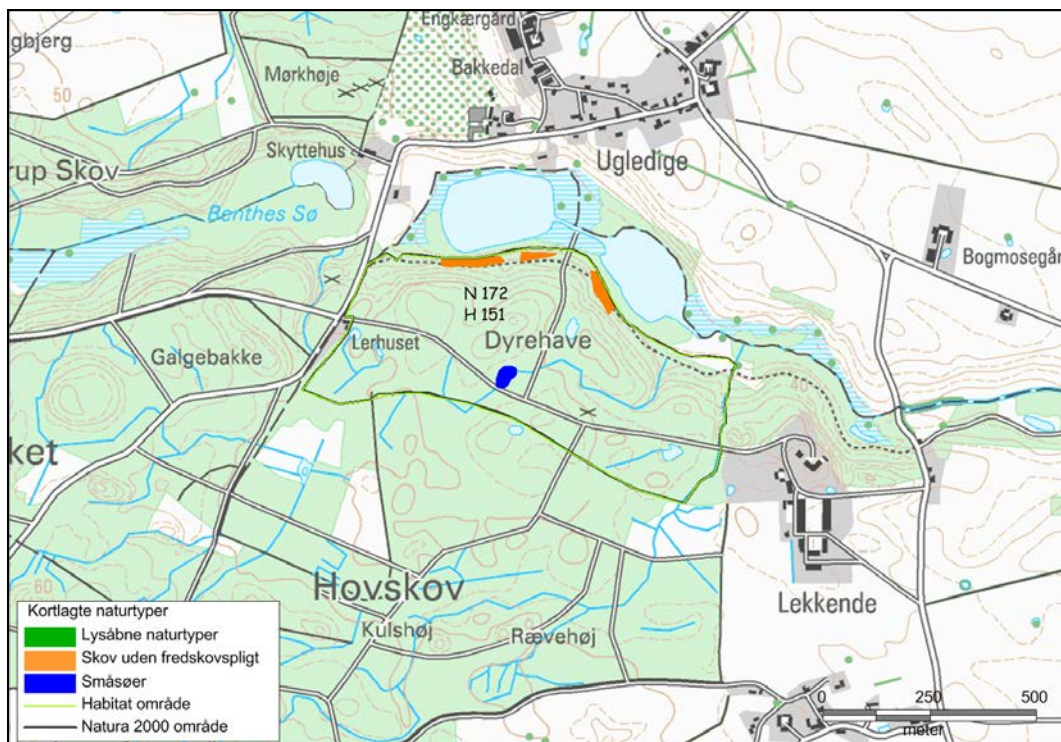 Engkærgård
gbjerg
Bakkedal
Mørkhøje
50
Skyttehus
Ugledige
rup Skov
Benthes Sø
Bogmosegår
N 172
H 151
Lerhuset
Dyrehave
Galgebakke
40
ket
Hovskov
60
Lekkende
Kulshøj
Rævehøj
Kortlagte naturtyper
Lysåbne naturtyper
Skov uden fredskovspligt
Småsøer
Habitat område
Natura 2000 område
0 250 500
meter